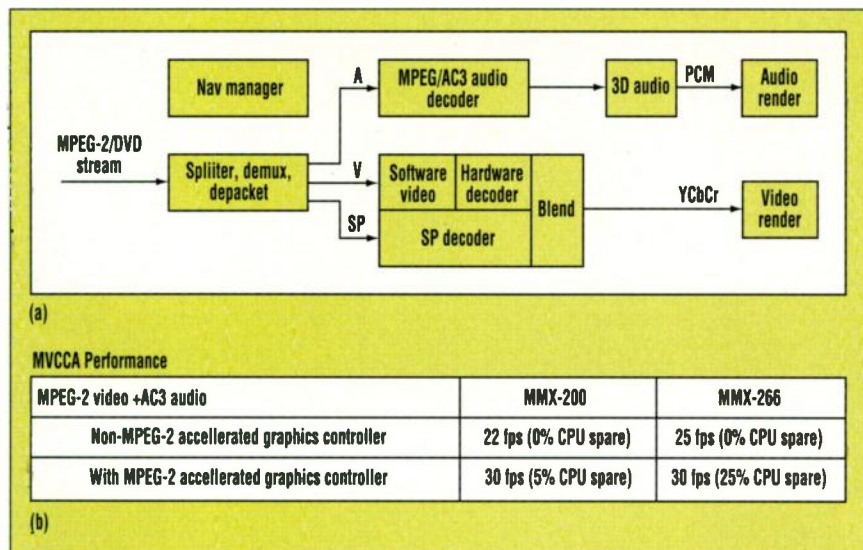 Nav manager
A
MPEG/AC3 audio
decoder
3D audio
PCM
Audio
render
MPEG-2/DVD
stream
Spliiter, demux,
depacket
V
SP
Software
video
Hardware
decoder
SP decoder
Blend
YCbCr
Video
render
(a)
MVCCA Performance
MPEG-2 video +AC3 audio MMX-200 MMX-266
Non-MPEG-2 accellerated graphics controller 22 fps (0% CPU spare) 25 fps (0% CPU spare)
With MPEG-2 accellerated graphics controller 30 fps (5% CPU spare) 30 fps (25% CPU spare)
(b)